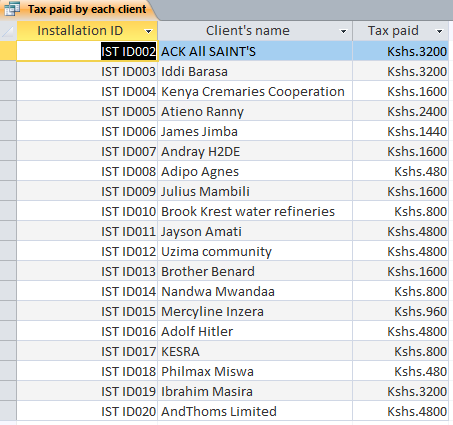 Tax paid by each client
Installation ID Client's name Tax paid
IST ID002 ACK All SAINT'S Kshs.3200
IST ID003 Iddi Barasa Kshs.3200
IST ID004 Kenya Cremaries Cooperation Kshs.1600
IST ID005 Atieno Ranny Kshs.2400
IST ID006 James Jimba Kshs.1440
IST ID007 Andray H2DE Kshs.1600
IST ID008 Adipo Agnes Kshs.480
IST ID009 Julius Mambili Kshs.1600
IST ID010 Brook Krest water refineries Kshs.800
IST ID011 Jayson Amati Kshs.4800
IST ID012 Uzima community Kshs.4800
IST ID013 Brother Benard Kshs.1600
IST ID014 Nandwa Mwandaa Kshs.800
IST ID015 Mercyline Inzera Kshs.960
IST ID016 Adolf Hitler Kshs.4800
IST ID017 KESRA Kshs.800
IST ID018 Philmax Miswa Kshs.480
IST ID019 Ibrahim Masira Kshs.3200
IST ID020 AndThoms Limited Kshs.4800